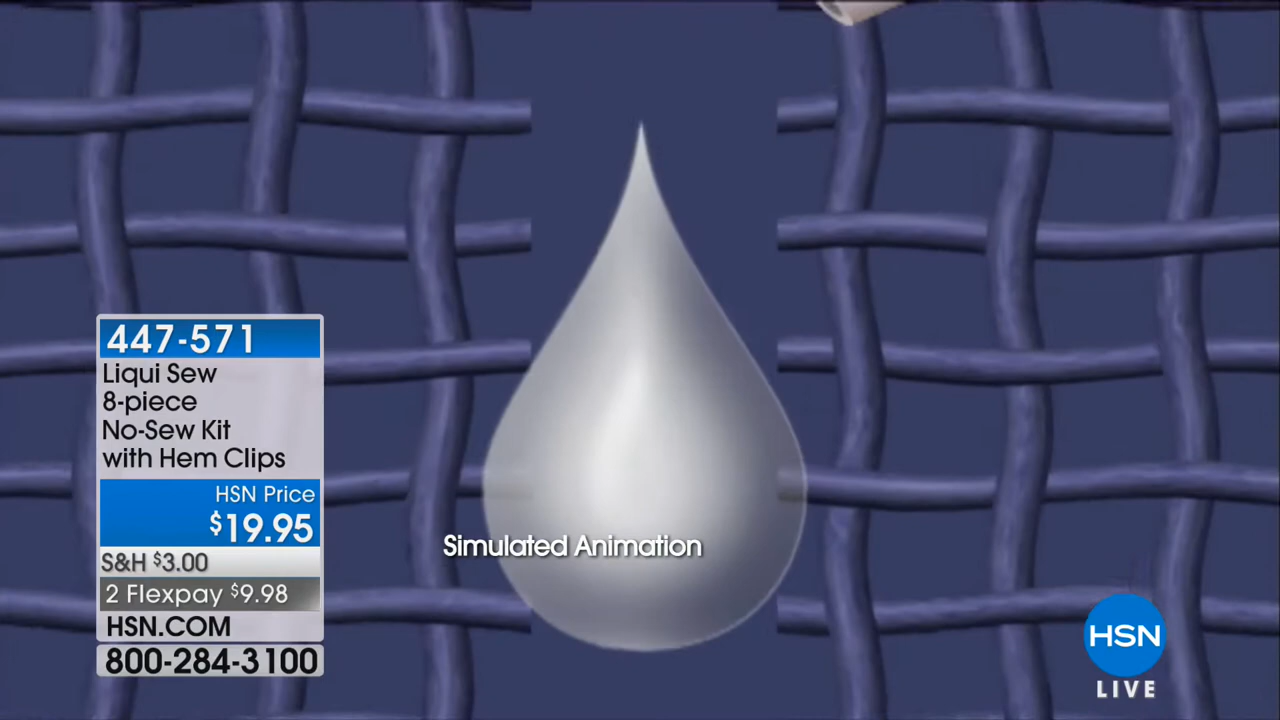 447-571
Liqui Sew
8-piece
No-Sew Kit
with Hem Clips
HSN Price
$19.95
S&H $3.00
2 Flexpay $9.98
HSN.COM
800-284-3100
Simulated Animation
HSN
LIVE